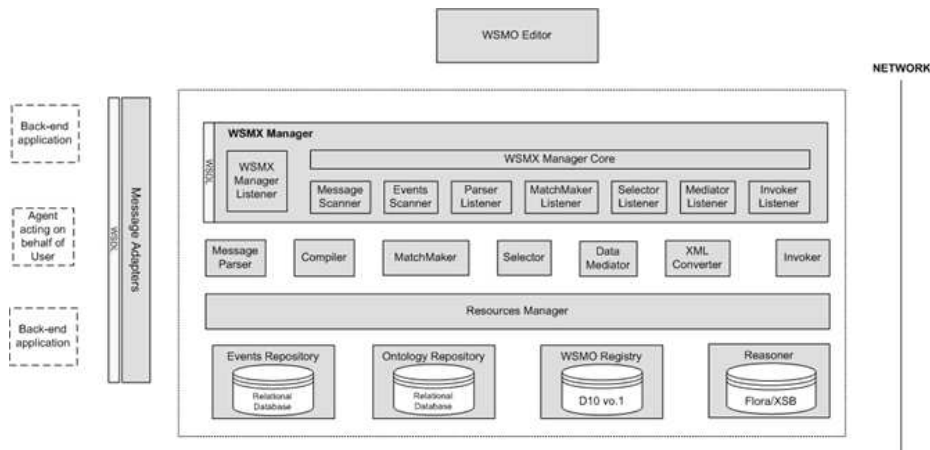 WSMO Editor
NETWORK
Back-end
application
Agent
acting on
behalf of
User
Back-end
application
WSDL
Message Adapters
WSDL
WSMX Manager
WSMX
Manager
Listener
WSMX Manager Core
Message
Scanner
Events
Scanner
Parser
Listener
MatchMaker
Listener
Selector
Listener
Mediator
Listener
Invoker
Listener
Message
Parser
Compiler
MatchMaker
Selector
Data
Mediator
XML
Converter
Invoker
Resources Manager
Events Repository
Relational
Database
Ontology Repository
Relational
Database
WSMO Registry
D10 vo.1
Reasoner
Flora/XSB